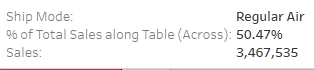 Ship Mode: Regular Air
% of Total Sales along Table (Across): 50.47%
Sales: 3,467,535